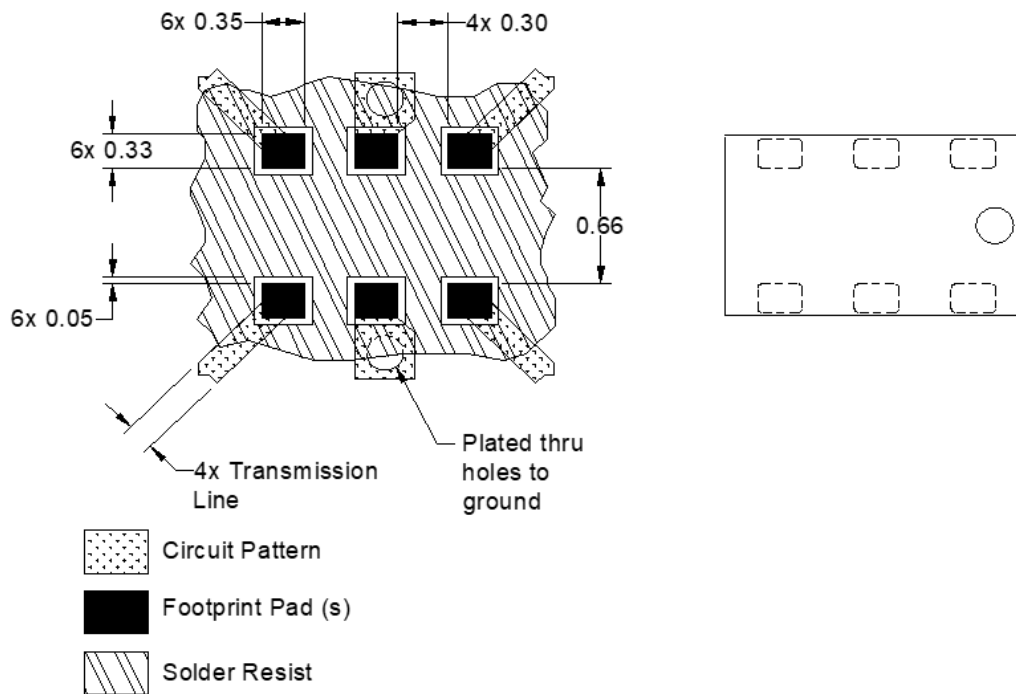 6x 0.35
4x 0.30
6x 0.33
0.66
6x 0.05
4x Transmission
Line
Plated thru
holes to
ground
Circuit Pattern
Footprint Pad (s)
Solder Resist